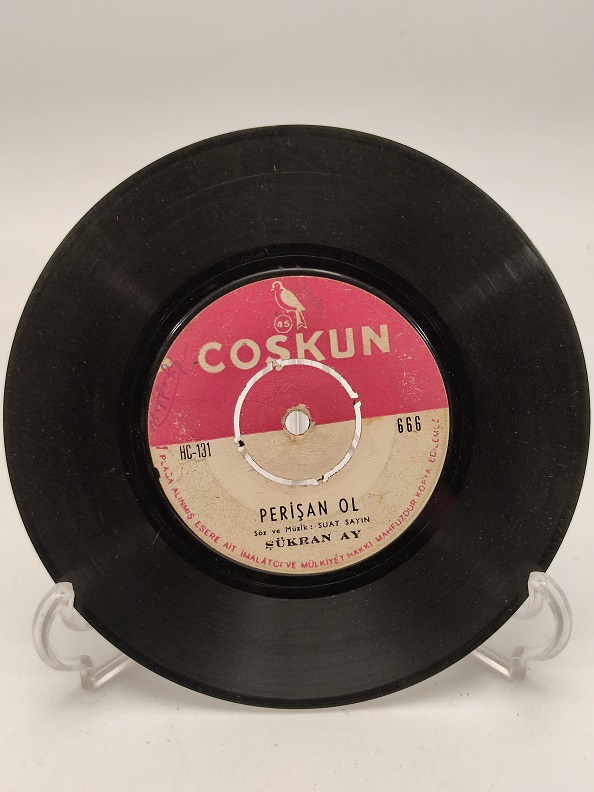 45
COŞKUN
HC-131
666
PERİŞAN OL
Söz ve Müzik: SUAT SAYIN
ŞÜKRAN AY
PLAĞA ALINMIŞ ESERE AİT İMALÂTCI VE MÜLKİYET HAKKI MAHFUZDUR KOPYA EDİLEMEZ